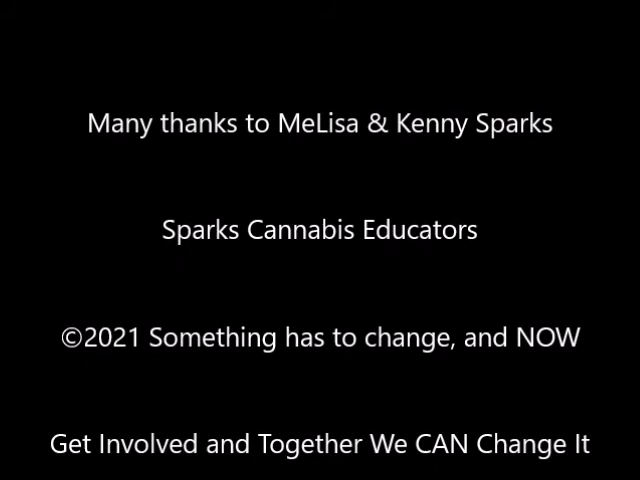 Many thanks to MeLisa & Kenny Sparks
Sparks Cannabis Educators
©2021 Something has to change, and NOW
Get Involved and Together We CAN Change It